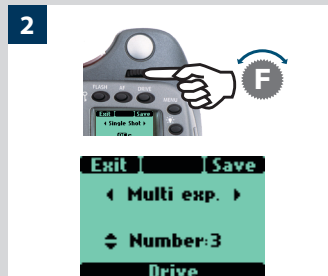 2
F
FLASH AF DRIVE MENU
Exit Save
Single Shot
Exit Save
Multi exp.
Number:3
Drive